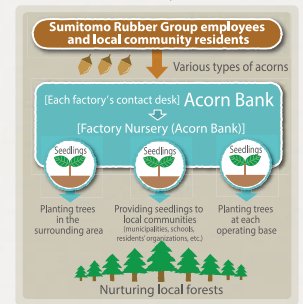 Sumitomo Rubber Group employees
and local community residents
Various types of acorns
[Each factory's contact desk] Acorn Bank
[Factory Nursery (Acorn Bank)]
Seedlings Seedlings Seedlings
Planting trees
in the
surrounding area
Providing seedlings to
local communities
(municipalities, schools,
residents' organizations, etc.)
Planting trees
at each
operating base
Nurturing local forests